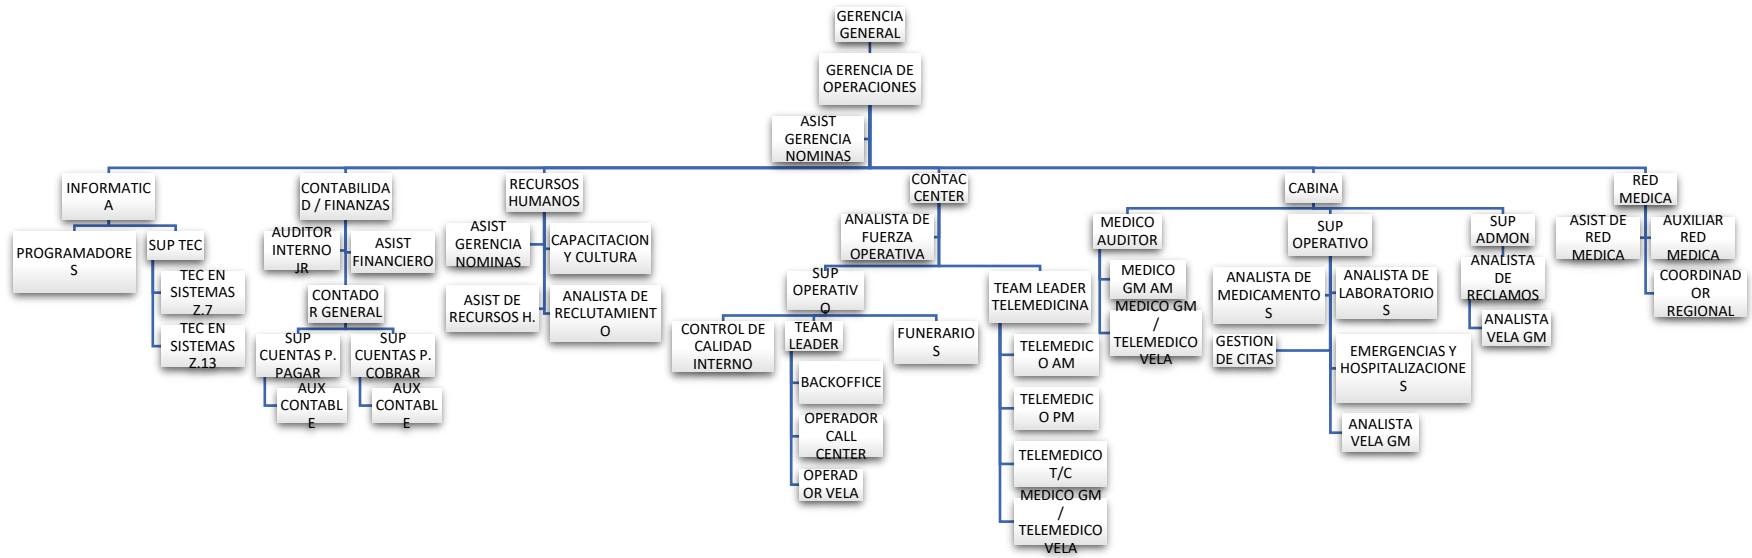 GERENCIA
GENERAL
GERENCIA DE
OPERACIONES
ASIST
GERENCIA
NOMINAS
INFORMATIC
A
PROGRAMADORE
S
SUP TEC
TEC EN
SISTEMAS
Z.7
TEC EN
SISTEMAS
Z.13
CONTABILIDA
D / FINANZAS
AUDITOR
INTERNO
JR
ASIST
FINANCIERO
CONTADO
R GENERAL
SUP
CUENTAS P.
PAGAR
AUX
CONTABL
E
SUP
CUENTAS P.
COBRAR
AUX
CONTABL
E
RECURSOS
HUMANOS
ASIST
GERENCIA
NOMINAS
CAPACITACION
Y CULTURA
ASIST DE
RECURSOS H.
ANALISTA DE
RECLUTAMIENT
O
CONTAC
CENTER
ANALISTA DE
FUERZA
OPERATIVA
SUP
OPERATIV
O
CONTROL DE
CALIDAD
INTERNO
TEAM
LEADER
BACKOFFICE
OPERADOR
CALL
CENTER
OPERAD
OR VELA
FUNERARIO
S
TEAM LEADER
TELEMEDICINA
TELEMEDIC
O AM
TELEMEDIC
O PM
TELEMEDICO
T/C
MEDICO GM
/
TELEMEDICO
VELA
CABINA
MEDICO
AUDITOR
MEDICO
GM AM
MEDICO GM
/
TELEMEDICO
VELA
SUP
OPERATIVO
ANALISTA DE
MEDICAMENTO
S
ANALISTA DE
LABORATORIO
S
GESTION
DE CITAS
EMERGENCIAS Y
HOSPITALIZACIONE
S
ANALISTA
VELA GM
SUP
ADMON
ANALISTA
DE
RECLAMOS
ANALISTA
VELA GM
RED
MEDICA
ASIST DE
RED
MEDICA
AUXILIAR
RED
MEDICA
COORDINAD
OR
REGIONAL